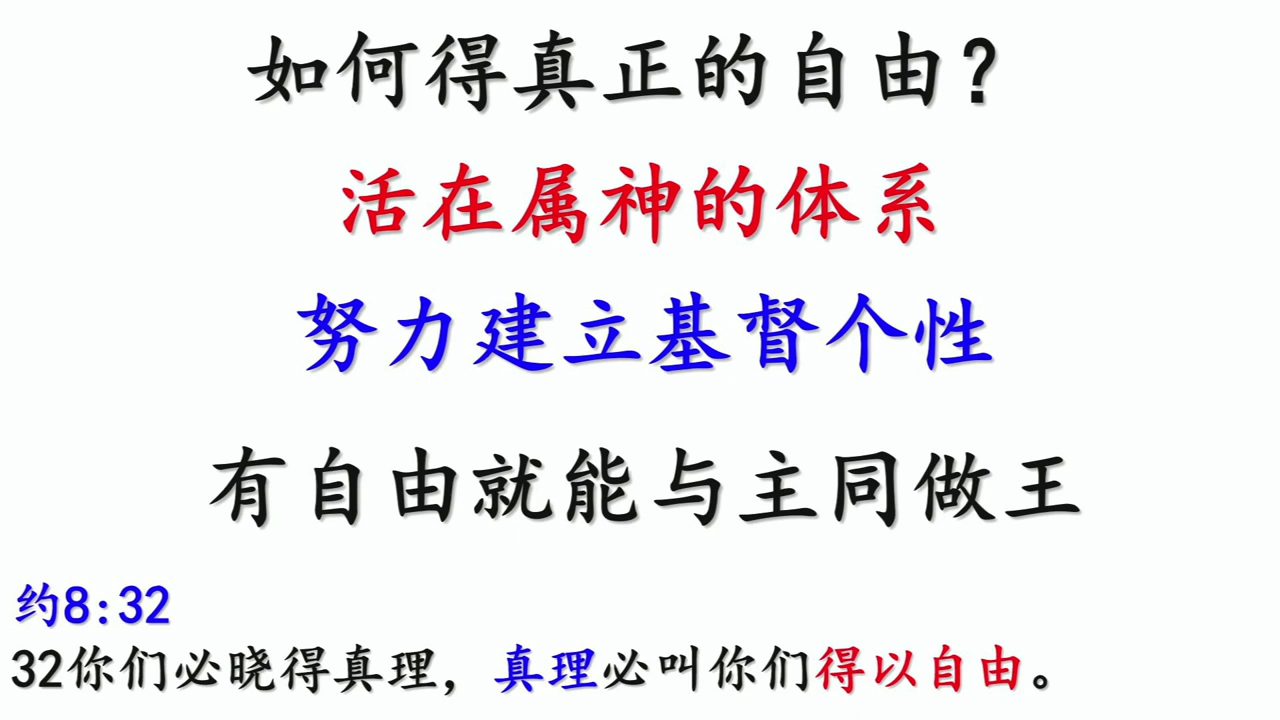 如何得真正的自由？
活在属神的体系
努力建立基督个性
有自由就能与主同做王
约8:32
32你们必晓得真理，真理必叫你们得以自由。